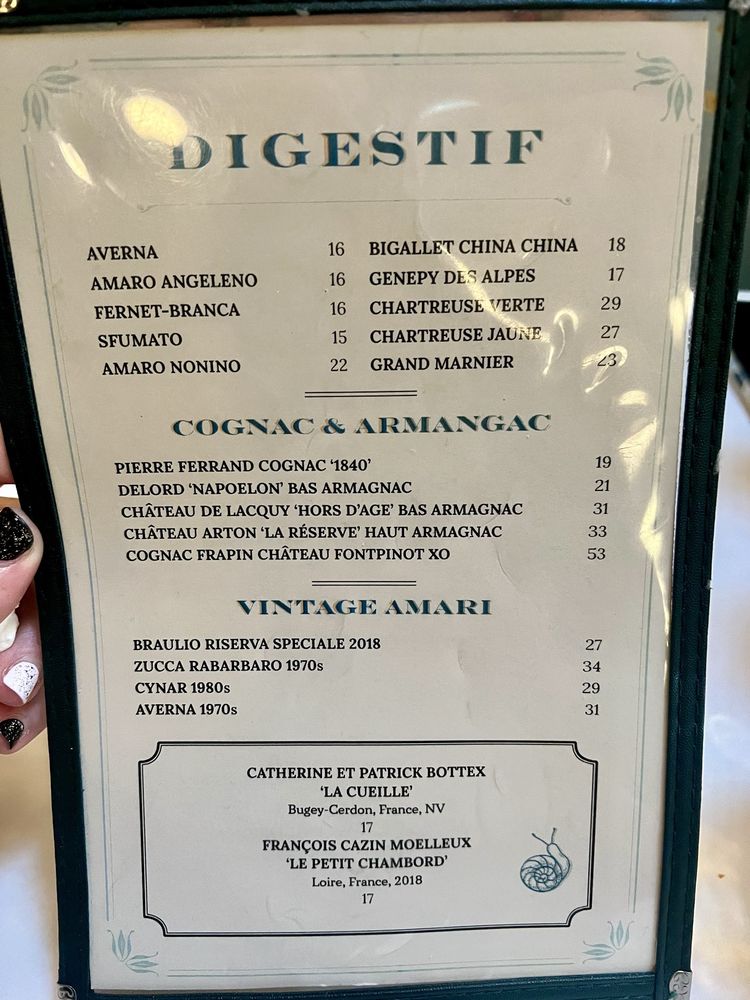 DIGESTIF
AVERNA 16
AMARO ANGELENO 16
FERNET-BRANCA 16
SFUMATO 15
AMARO NONINO 22
BIGALLET CHINA CHINA 18
GENEPY DES ALPES 17
CHARTREUSE VERTE 29
CHARTREUSE JAUNE 27
GRAND MARNIER 23
COGNAC & ARMANGAC
PIERRE FERRAND COGNAC ‘1840’ 19
DELORD ‘NAPOELON’ BAS ARMAGNAC 21
CHÂTEAU DE LACQUY ‘HORS D’AGE’ BAS ARMAGNAC 31
CHÂTEAU ARTON ‘LA RÉSERVE’ HAUT ARMAGNAC 33
COGNAC FRAPIN CHÂTEAU FONTPINOT XO 53
VINTAGE AMARI
BRAULIO RISERVA SPECIALE 2018 27
ZUCCA RABARBARO 1970s 34
CYNAR 1980s 29
AVERNA 1970s 31
CATHERINE ET PATRICK BOTTEX
‘LA CUEILLE’
Bugey-Cerdon, France, NV
17
FRANÇOIS CAZIN MOELLEUX
‘LE PETIT CHAMBORD’
Loire, France, 2018
17